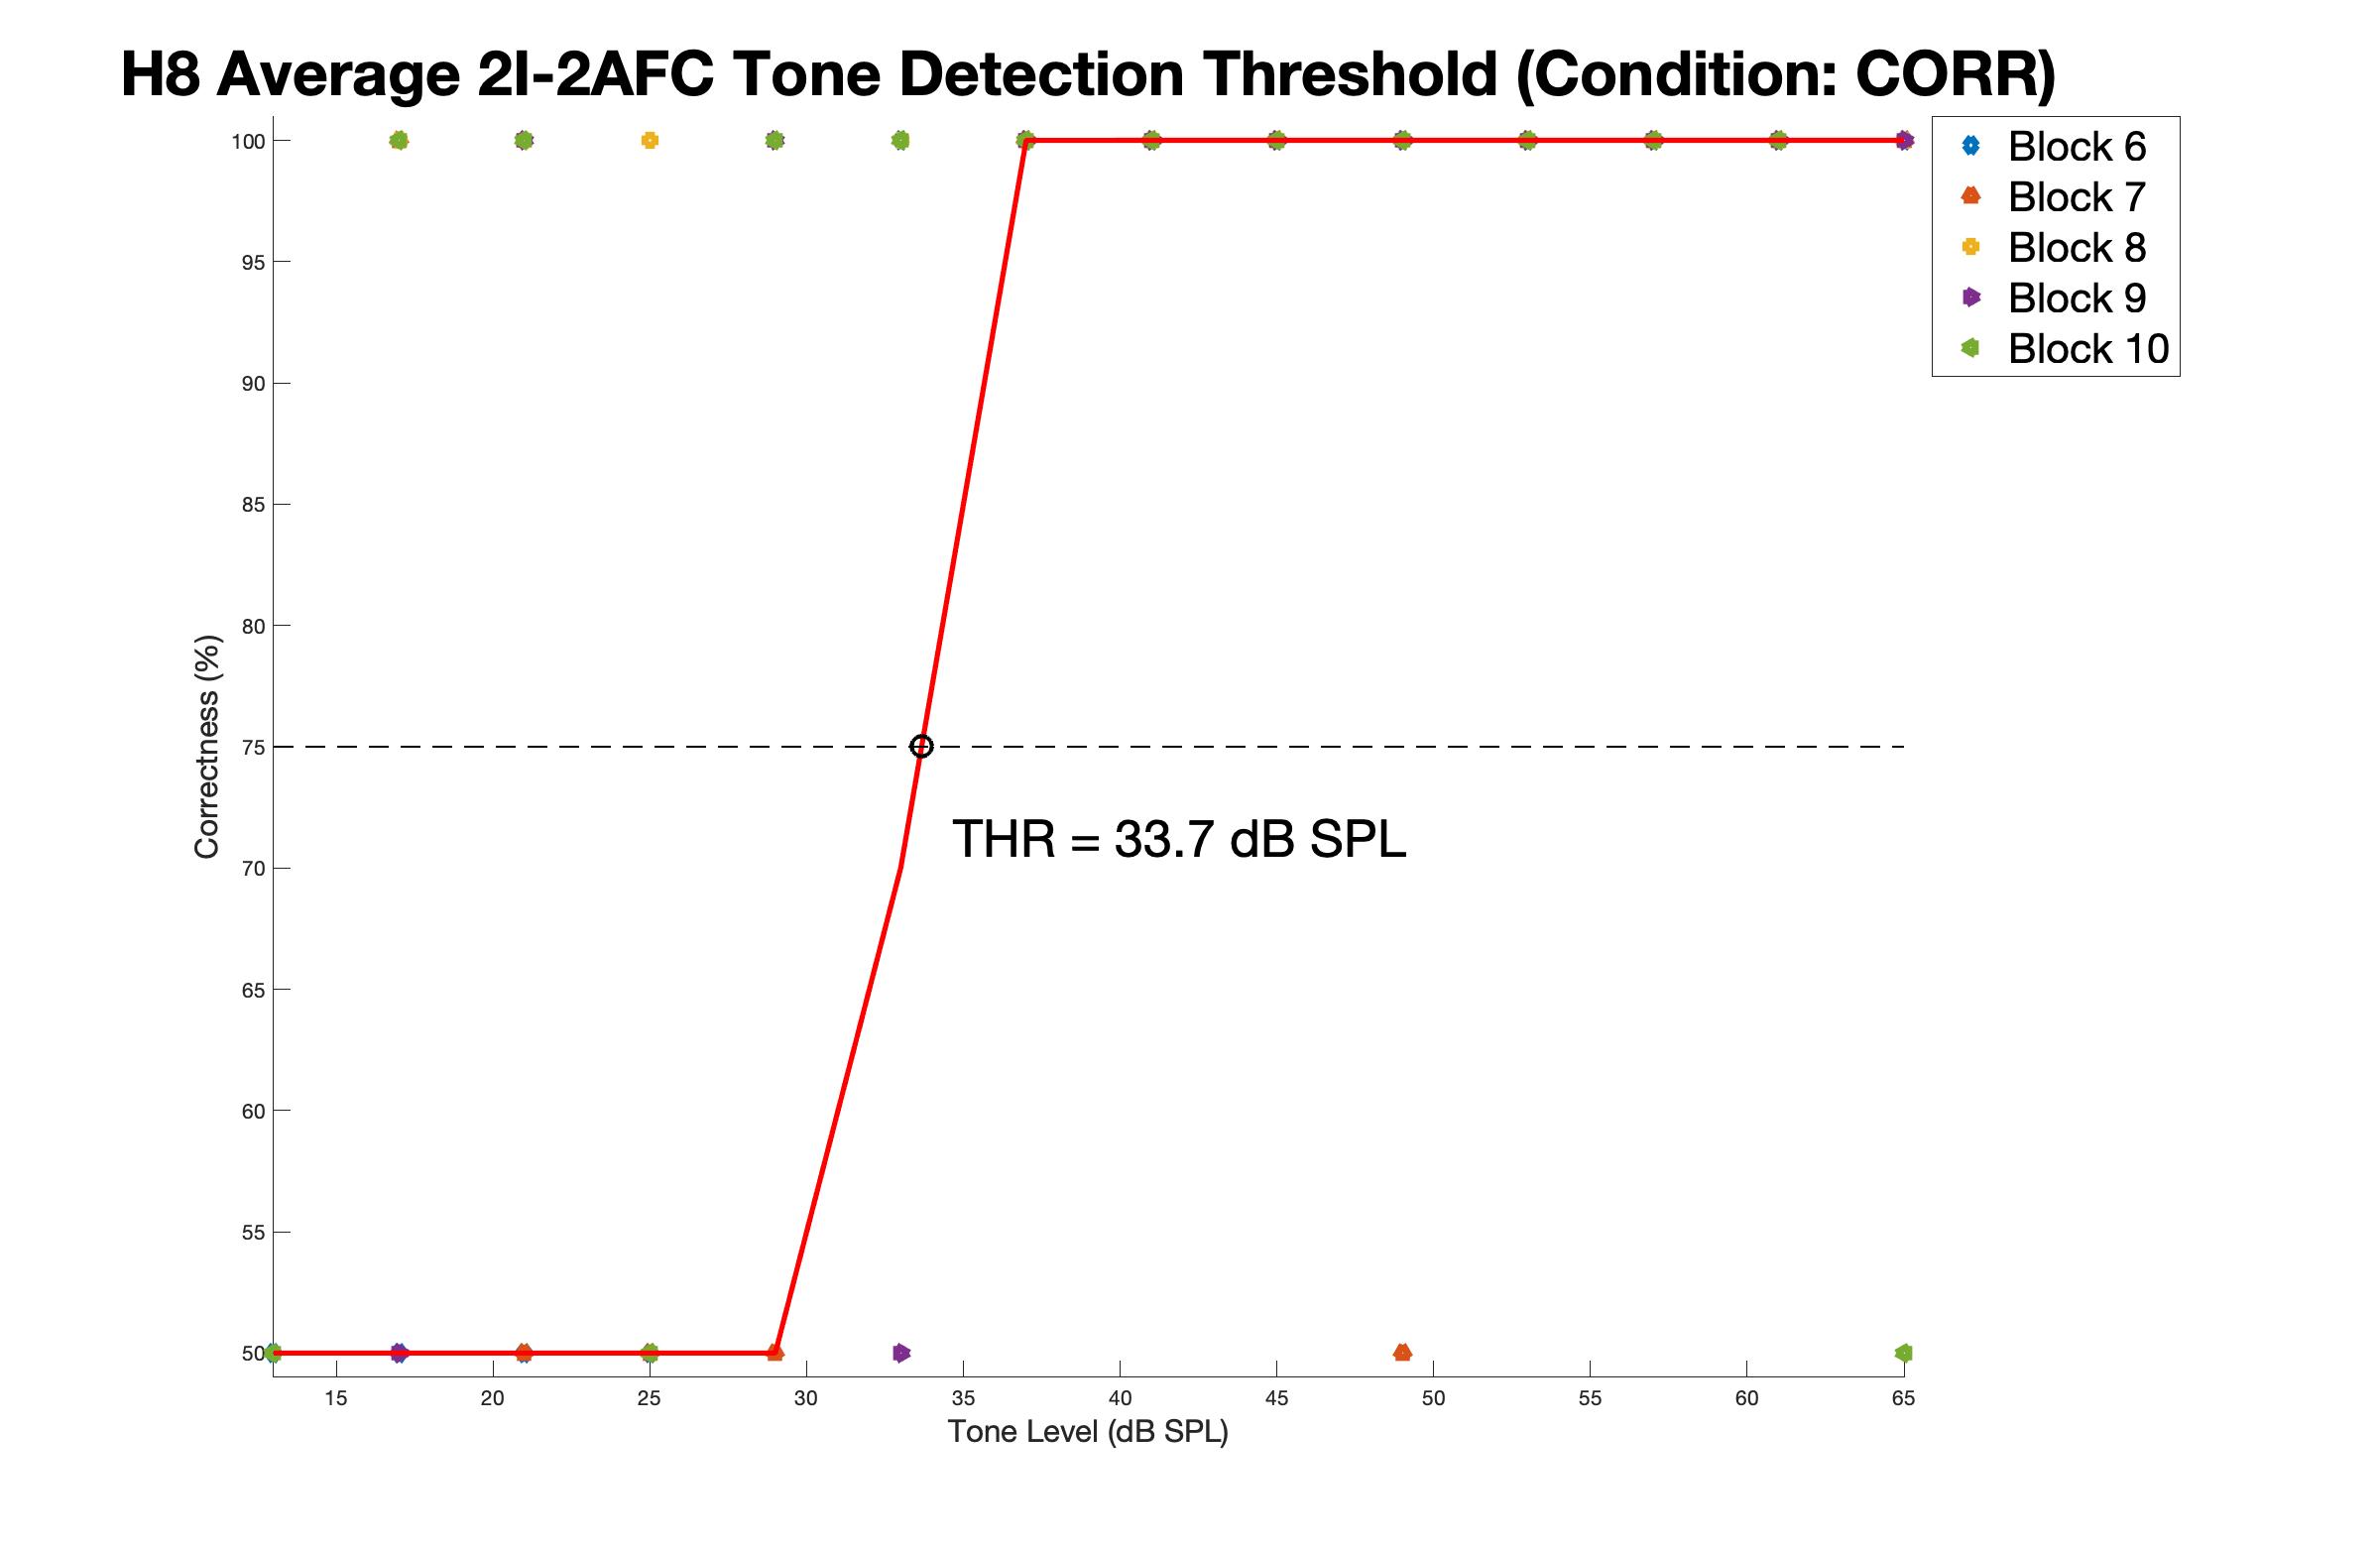 H8 Average 2I-2AFC Tone Detection Threshold (Condition: CORR)
100
95
90
85
80
75
70
65
60
55
50
Correctness (%)
THR = 33.7 dB SPL
15 20 25 30 35 40 45 50 55 60 65
Tone Level (dB SPL)
Block 6
Block 7
Block 8
Block 9
Block 10